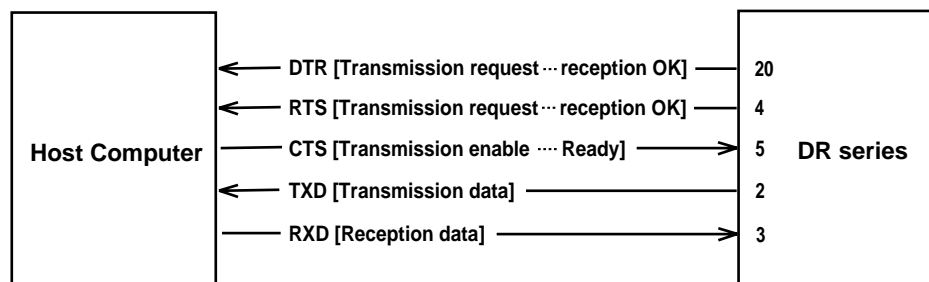 DTR [Transmission request ··· reception OK] 20
RTS [Transmission request ··· reception OK] 4
Host Computer CTS [Transmission enable ···· Ready] 5 DR series
TXD [Transmission data] 2
RXD [Reception data] 3